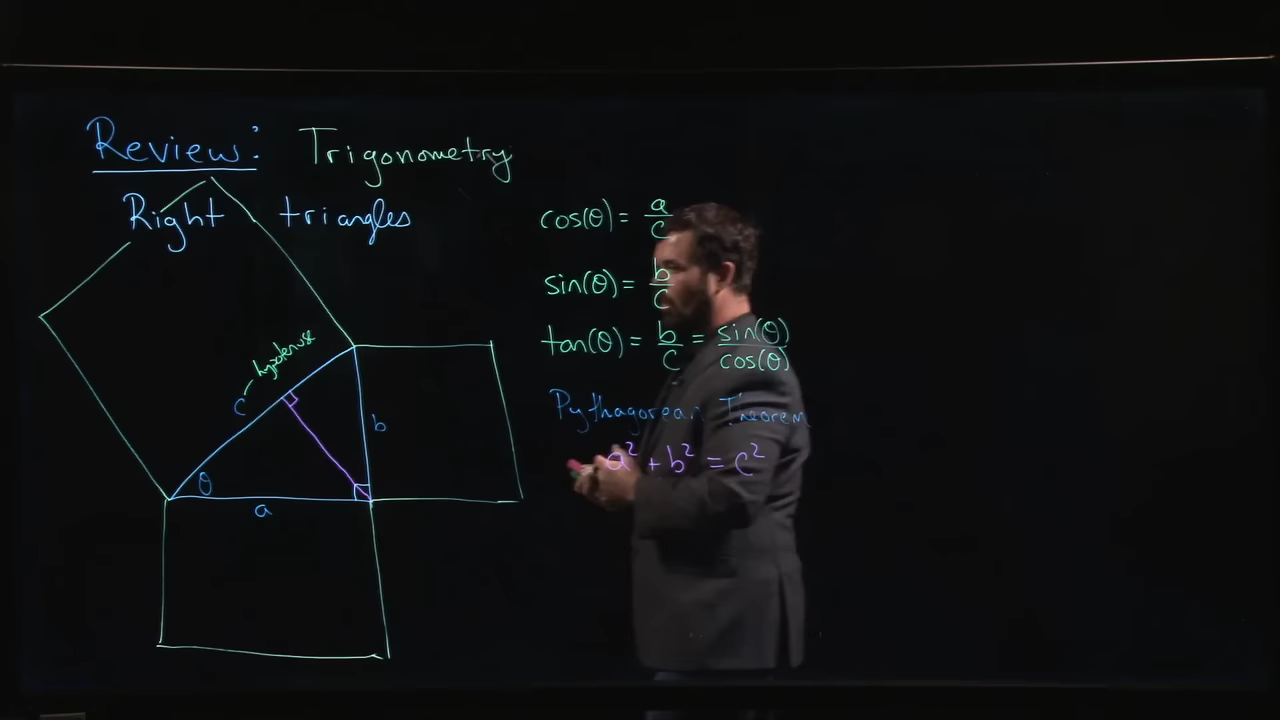 Review: Trigonometry
Right triangles
hypotenuse
c
b
θ
a
cos(θ) = a/c
sin(θ) = b/c
tan(θ) = b/c = sin(θ)/cos(θ)
Pythagorean Theorem
a² + b² = c²